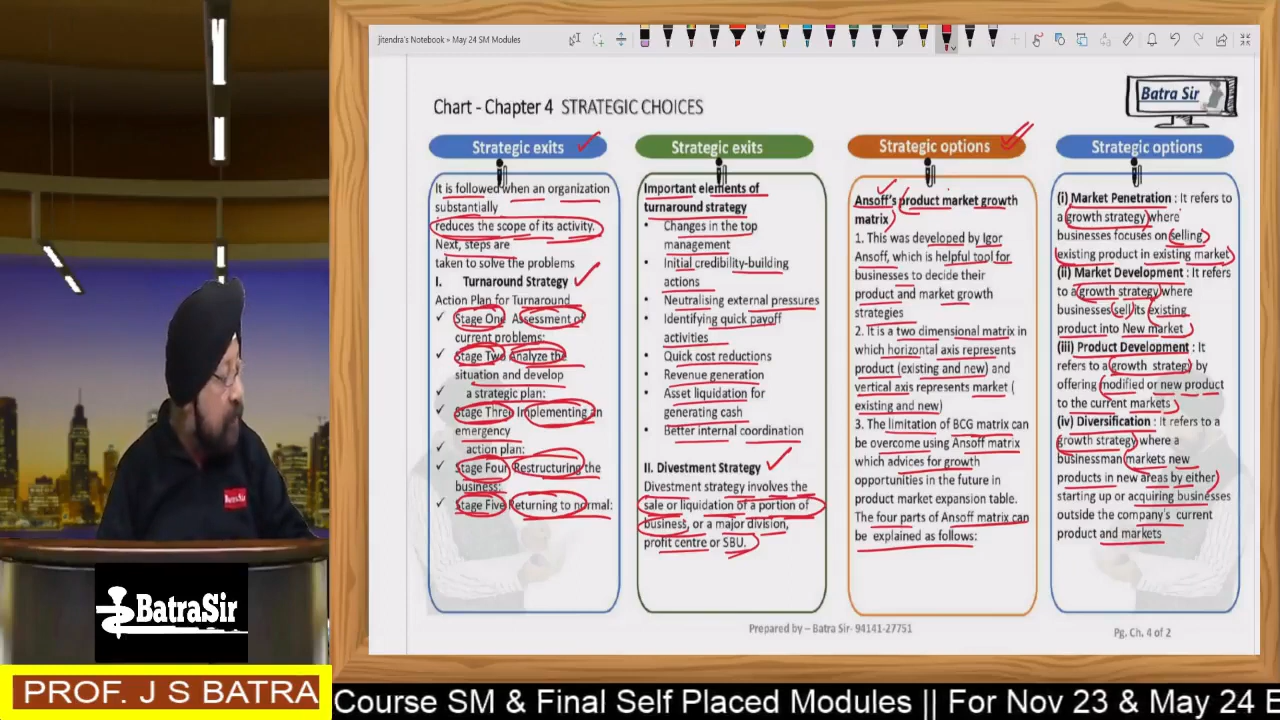 jitendra's Notebook » May 24 SM Modules
Chart - Chapter 4 STRATEGIC CHOICES
Batra Sir
Strategic exits
It is followed when an organization
substantially
reduces the scope of its activity.
Next, steps are
taken to solve the problems
I. Turnaround Strategy
Action Plan for Turnaround
✓ Stage One Assessment of
current problems:
✓ Stage Two Analyze the
situation and develop
✓ a strategic plan:
✓ Stage Three Implementing an
emergency
action plan:
✓ Stage Four Restructuring the
business:
✓ Stage Five Returning to normal:
Strategic exits
Important elements of
turnaround strategy
• Changes in the top
management
• Initial credibility-building
actions
• Neutralising external pressures
• Identifying quick payoff
activities
• Quick cost reductions
• Revenue generation
• Asset liquidation for
generating cash
• Better internal coordination
II. Divestment Strategy
Divestment strategy involves the
sale or liquidation of a portion of
business, or a major division,
profit centre or SBU.
Strategic options
Ansoff's product market growth
matrix
1. This was developed by Igor
Ansoff, which is helpful tool for
businesses to decide their
product and market growth
strategies
2. It is a two dimensional matrix in
which horizontal axis represents
product (existing and new) and
vertical axis represents market (
existing and new)
3. The limitation of BCG matrix can
be overcome using Ansoff matrix
which advices for growth
opportunities in the future in
product market expansion table.
The four parts of Ansoff matrix can
be explained as follows:
Strategic options
(i) Market Penetration : It refers to
a growth strategy where
businesses focuses on selling
existing product in existing market
(ii) Market Development : It refers
to a growth strategy where
businesses sell its existing
product into New market
(iii) Product Development : It
refers to a growth strategy by
offering modified or new product
to the current markets
(iv) Diversification : It refers to a
growth strategy where a
businessman markets new
products in new areas by either
starting up or acquiring businesses
outside the company's current
product and markets
Prepared by – Batra Sir- 94141-27751
Pg. Ch. 4 of 2
BatraSir
PROF. J S BATRA
Course SM & Final Self Placed Modules || For Nov 23 & May 24 E